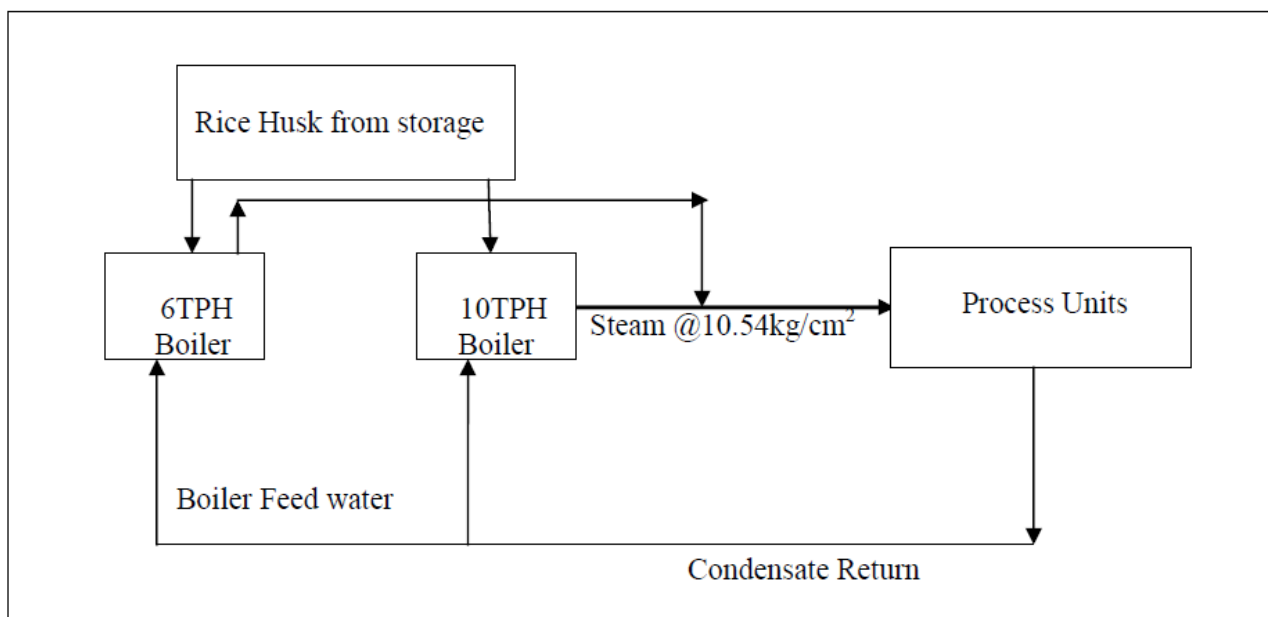 Rice Husk from storage
6TPH
Boiler
10TPH
Boiler
Steam @10.54kg/cm²
Process Units
Boiler Feed water
Condensate Return